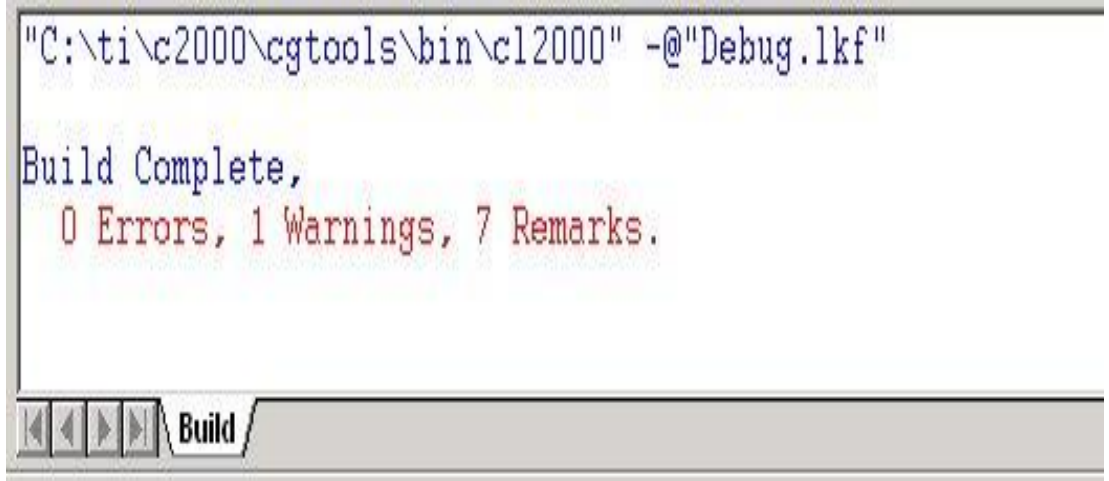 "C:\ti\c2000\cgtools\bin\cl2000" -@"Debug.lkf"
Build Complete,
0 Errors, 1 Warnings, 7 Remarks.
Build